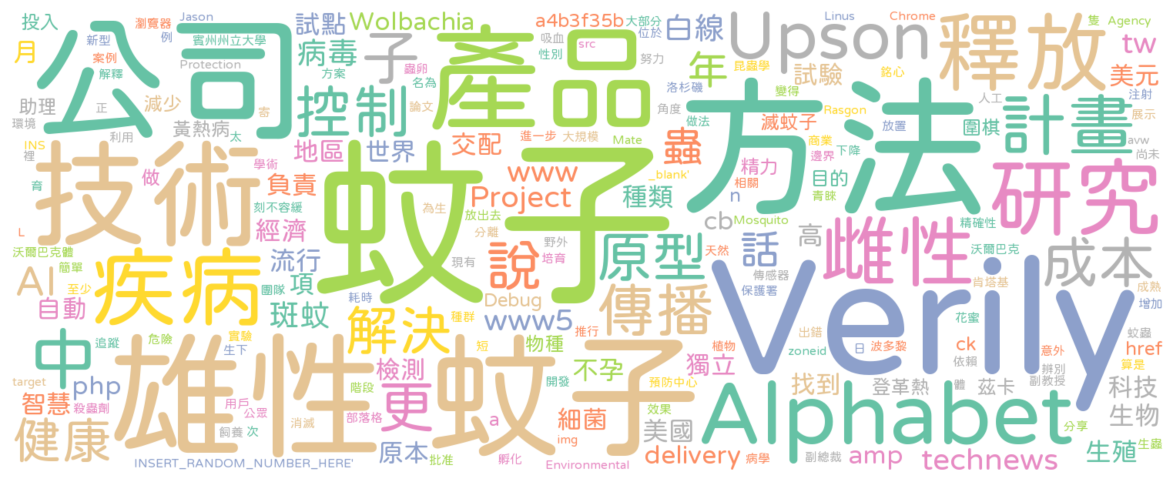 投入
瀏覽器
Jason
新型
例
賓州州立大學
試點
Wolbachia
a4b3f35b
大部分
Linus
Chrome
隻
Agency
月
公司
案例
解釋
Protection
病毒
子
產品
吸血
性別
src
位於
努力
白線
Upson
昆蟲學
銘心
釋放
tw
方案
蟲卵
名為
年
試驗
美元
助理
環境
減少
正
寄
控制
論文
洛杉磯
變得
角度
做法
方法
Rasgon
人工
注射
展示
黃熱病
太
利用
INS
裡
地區
世界
交配
進一步
大規模
Mate
蟲
滅蚊子
商業
邊界
放置
下降
圍棋
計畫
avw
尚未
技術
學術
做
育
負責
刻不容緩
為生
放出去
分離
蚊子
www
Project
_blank'
種類
精力
相關
n
目的
青睞
研究
L
沃爾巴克體
簡單
至少
經濟
疾病
流行
團隊
現有
野外
培育
說
原型
cb
Mosquito
話
高
精確性
天然
傳感器
保護署
雌性
沃爾巴克
肯塔基
成本
成熟
增加
AI
自動
項
斑蚊
耗時
種群
Debug
www5
傳播
Verily
花蜜
中
追蹤
危險
實驗
生下
解決
短
推行
物種
不孕
植物
出錯
zoneid
日
波多黎
ck
依賴
蚊蟲
href
算是
target
php
智慧
殺蟲劑
雄性蚊子
檢測
階段
更
開發
預防中心
獨立
找到
體
登革熱
茲卡
辨別
副教授
科技
生物
健康
用戶
公眾
飼養
次
消滅
部落格
a
效果
細菌
美國
Alphabet
分享
INSERT_RANDOM_NUMBER_HERE'
原本
批准
孵化
img
Environmental
delivery
病學
副總裁
amp
technews
生殖
生蟲